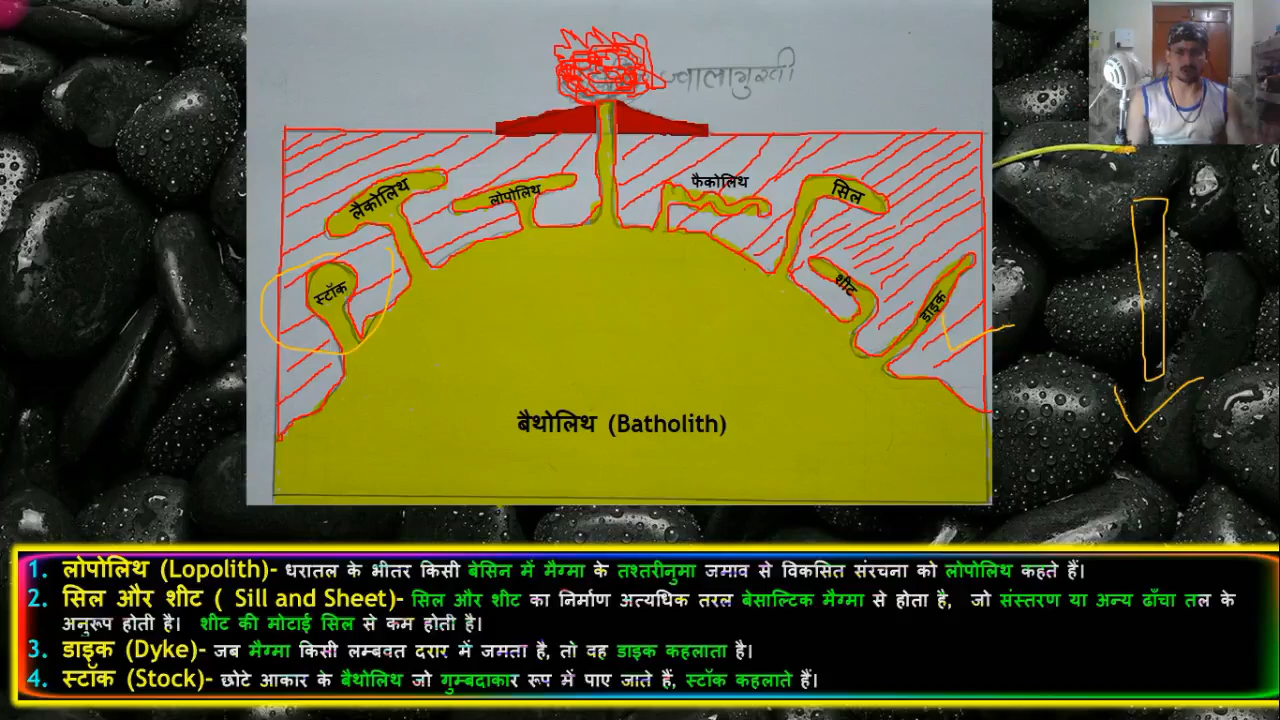 ज्वालामुखी
लैकोलिथ
लोपोलिथ
फैकोलिथ
सिल
स्टॉक
शीट
डाइक
बैथोलिथ (Batholith)
1. लोपोलिथ (Lopolith)- धरातल के भीतर किसी बेसिन में मैग्मा के तश्तरीनुमा जमाव से विकसित संरचना को लोपोलिथ कहते हैं।
2. सिल और शीट ( Sill and Sheet)- सिल और शीट का निर्माण अत्यधिक तरल बेसाल्टिक मैग्मा से होता है, जो संस्तरण या अन्य ढाँचा तल के
अनुरूप होती है। शीट की मोटाई सिल से कम होती है।
3. डाइक (Dyke)- जब मैग्मा किसी लम्बवत दरार में जमता है, तो वह डाइक कहलाता है।
4. स्टॉक (Stock)- छोटे आकार के बैथोलिथ जो गुम्बदाकार रूप में पाए जाते हैं, स्टॉक कहलाते हैं।